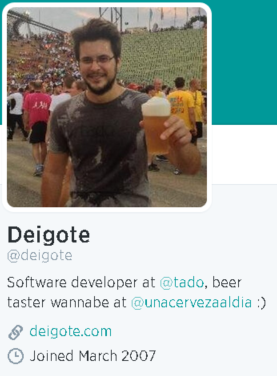 Deigote
@deigote
Software developer at @tado, beer
taster wannabe at @unacervezaaldia :)
deigote.com
Joined March 2007